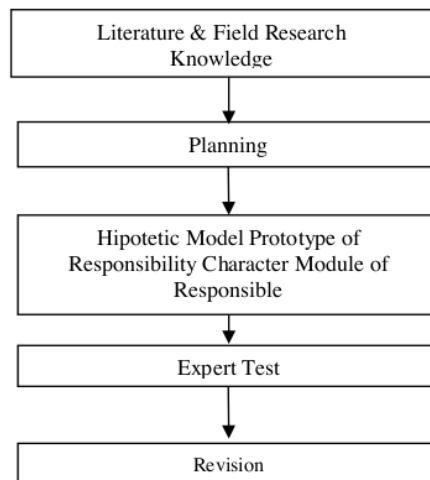 Literature & Field Research
Knowledge
Planning
Hipotetic Model Prototype of
Responsibility Character Module of
Responsible
Expert Test
Revision